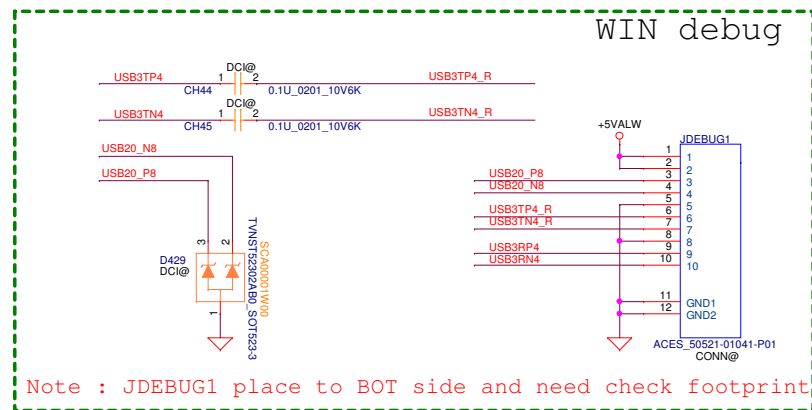 WIN debug
DCI@
USB3TP4 1 2 USB3TP4_R
CH44 0.1U_0201_10V6K
DCI@
USB3TN4 1 2 USB3TN4_R
CH45 0.1U_0201_10V6K
USB20_N8
USB20_P8
3 2
D429
DCI@
1
SCA00001W00
TVNST52302AB0_SOT523-3
+5VALW
JDEBUG1
1 1
2 2
USB20_P8 3 3
USB20_N8 4 4
5 5
USB3TP4_R 6 6
USB3TN4_R 7 7
8 8
USB3RP4 9 9
USB3RN4 10 10
11 GND1
12 GND2
ACES_50521-01041-P01
CONN@
Note : JDEBUG1 place to BOT side and need check footprint